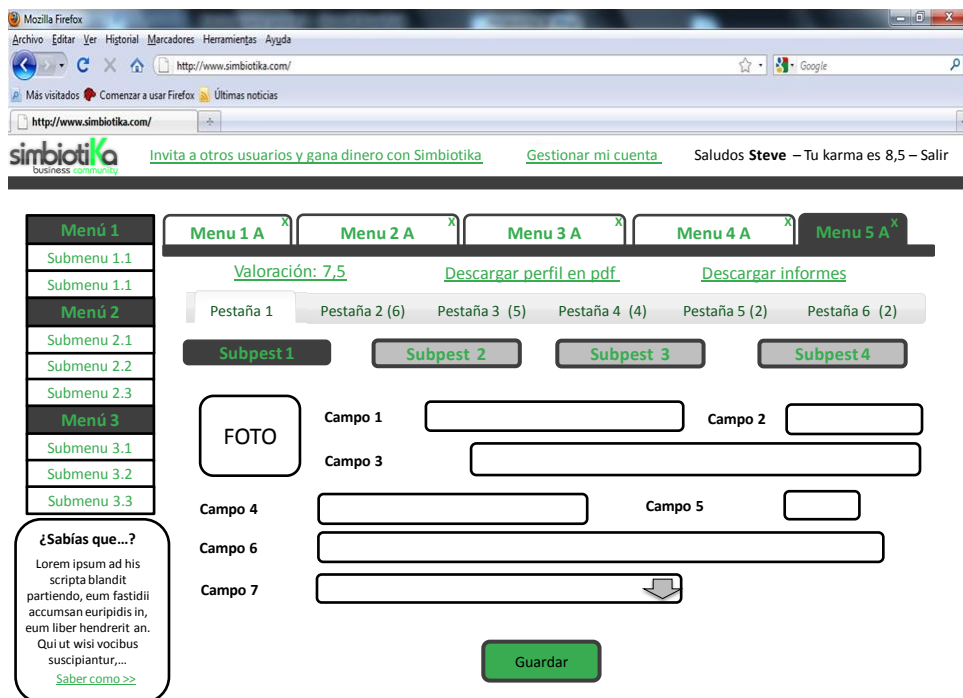 Mozilla Firefox
Archivo Editar Ver Historial Marcadores Herramientas Ayuda
http://www.simbiotika.com/
Google
Más visitados Comenzar a usar Firefox Últimas noticias
http://www.simbiotika.com/
simbiotiKa
business community
Invita a otros usuarios y gana dinero con Simbiotika Gestionar mi cuenta Saludos Steve – Tu karma es 8,5 – Salir
Menú 1
Submenu 1.1
Submenu 1.1
Menú 2
Submenu 2.1
Submenu 2.2
Submenu 2.3
Menú 3
Submenu 3.1
Submenu 3.2
Submenu 3.3
¿Sabías que…?
Lorem ipsum ad his
scripta blandit
partiendo, eum fastidii
accumsan euripidis in,
eum liber hendrerit an.
Qui ut wisi vocibus
suscipiantur,…
Saber como >>
Menu 1 A X Menu 2 A X Menu 3 A X Menu 4 A X Menu 5 A X
Valoración: 7,5 Descargar perfil en pdf Descargar informes
Pestaña 1 Pestaña 2 (6) Pestaña 3 (5) Pestaña 4 (4) Pestaña 5 (2) Pestaña 6 (2)
Subpest 1 Subpest 2 Subpest 3 Subpest 4
FOTO
Campo 1 Campo 2
Campo 3
Campo 4 Campo 5
Campo 6
Campo 7
Guardar